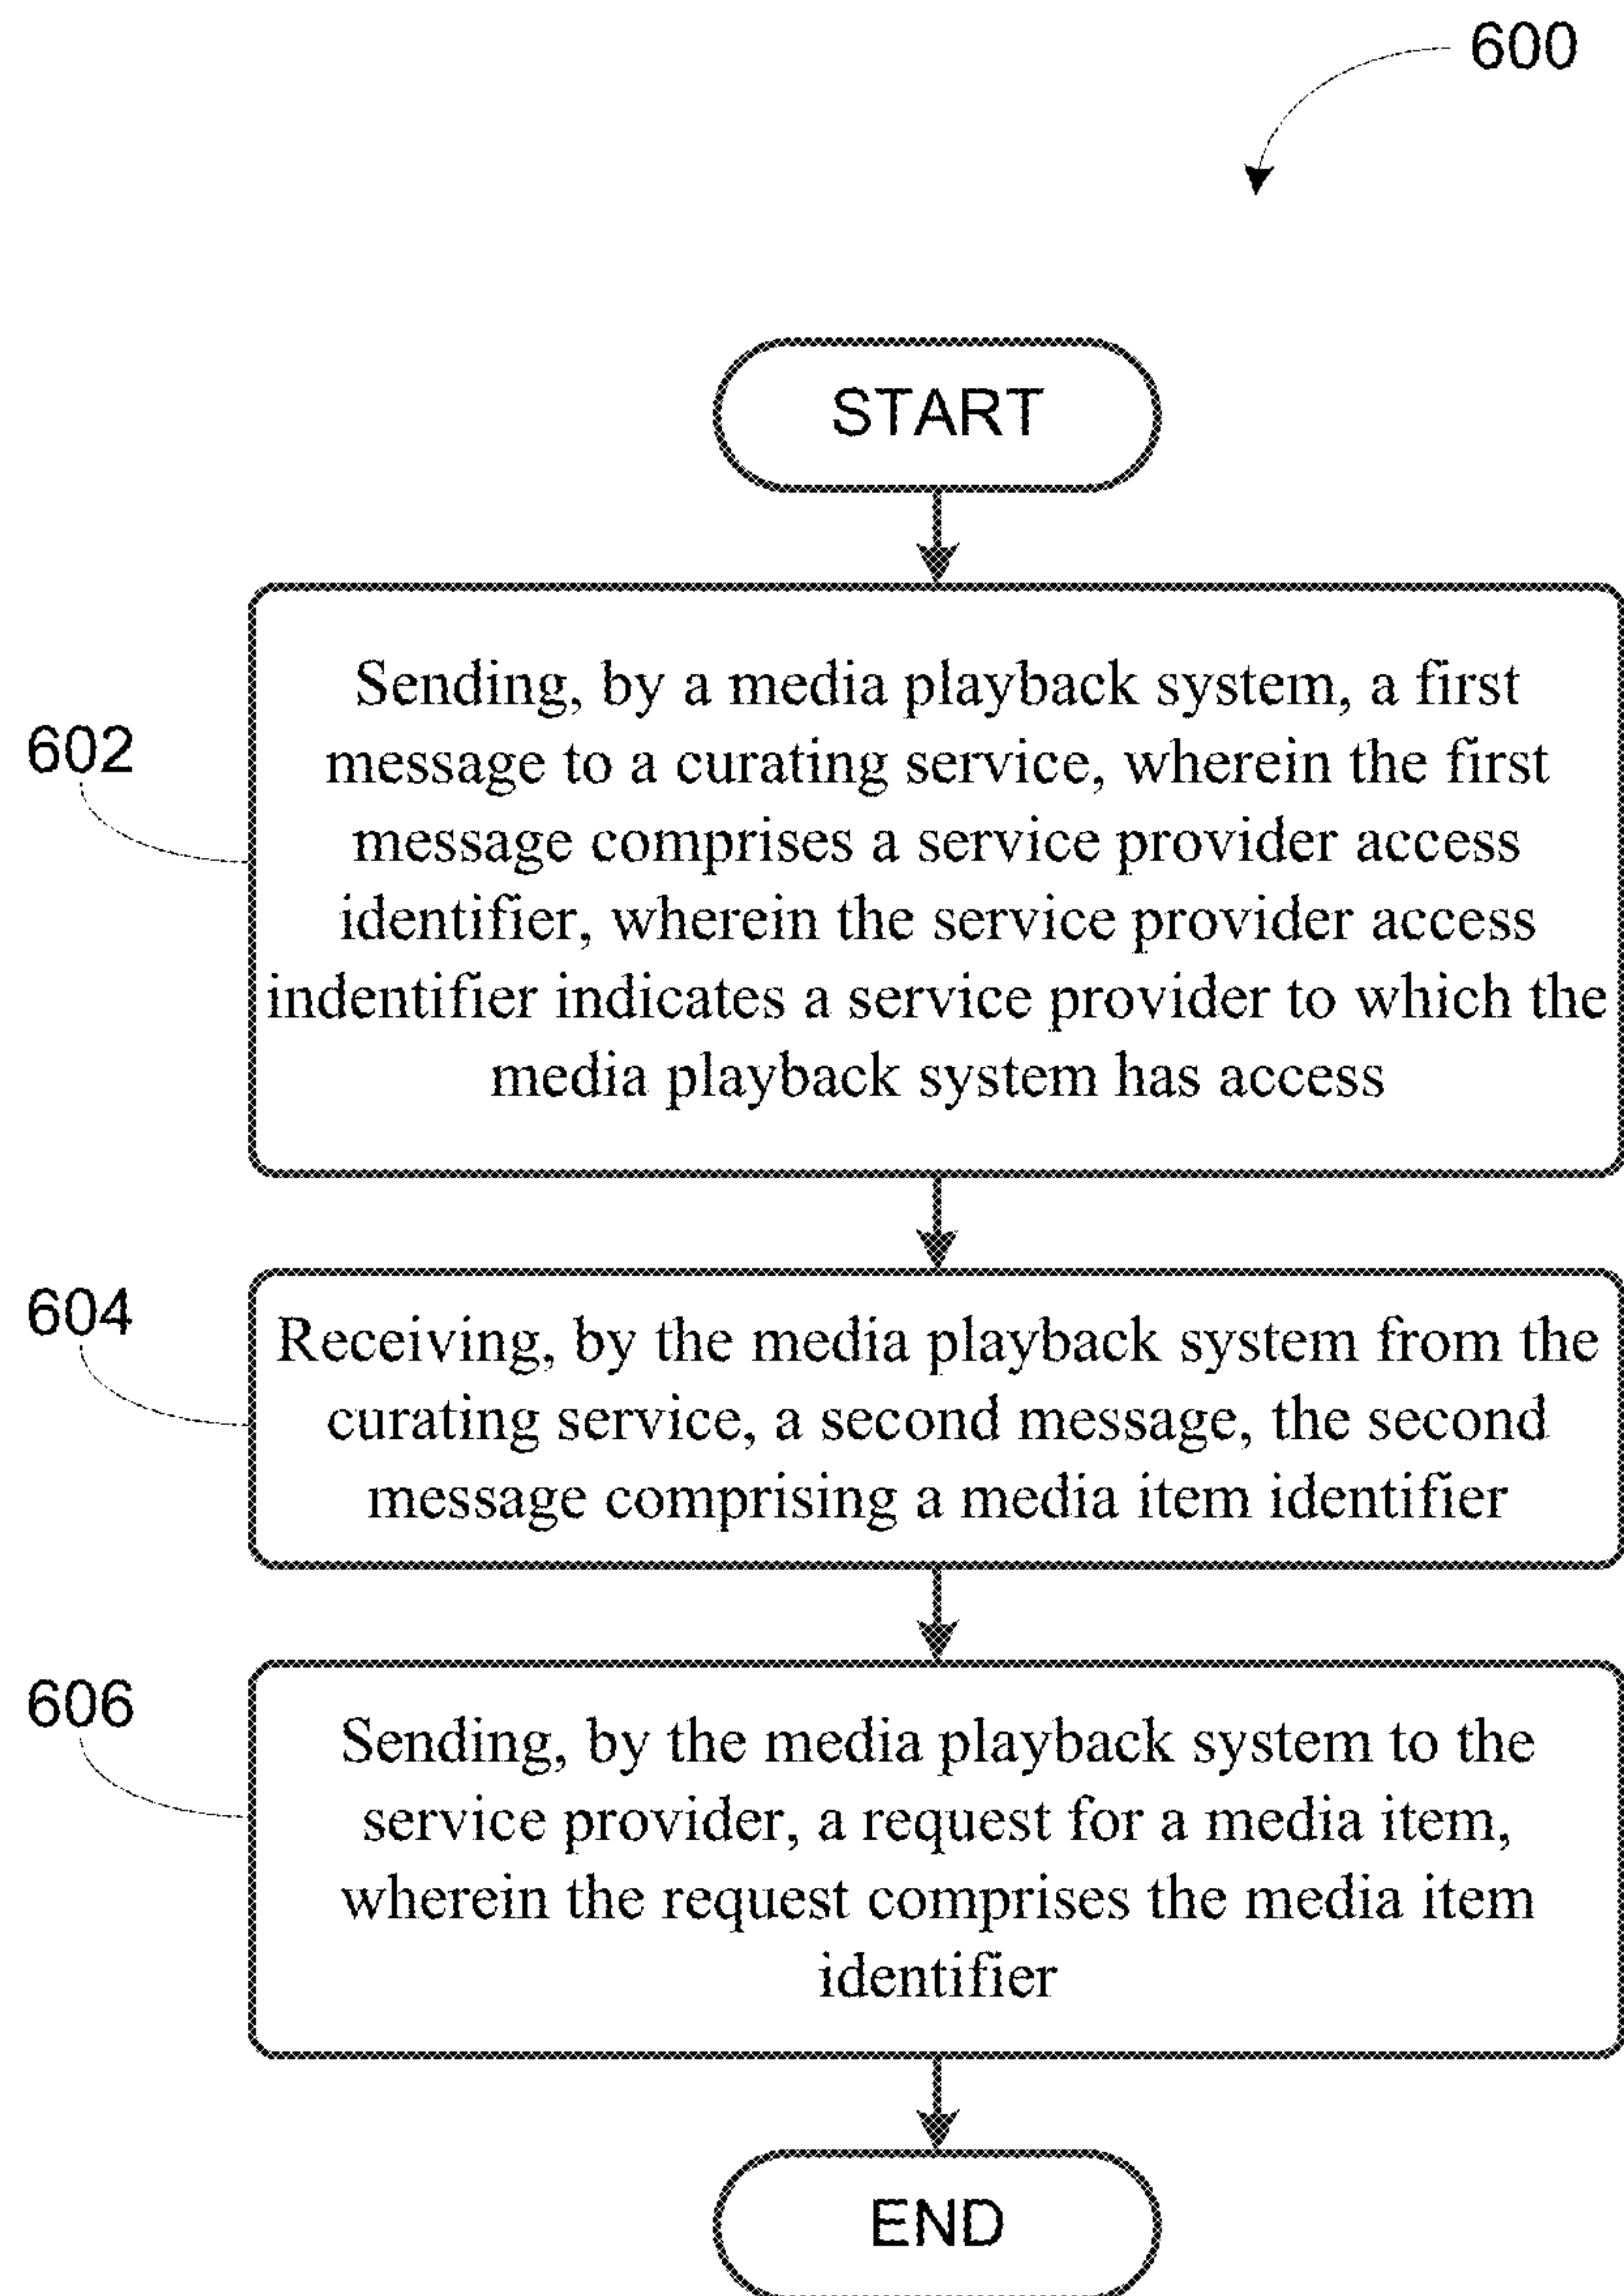 600
START
602
Sending, by a media playback system, a first
message to a curating service, wherein the first
message comprises a service provider access
identifier, wherein the service provider access
indentifier indicates a service provider to which the
media playback system has access
604
Receiving, by the media playback system from the
curating service, a second message, the second
message comprising a media item identifier
606
Sending, by the media playback system to the
service provider, a request for a media item,
wherein the request comprises the media item
identifier
END